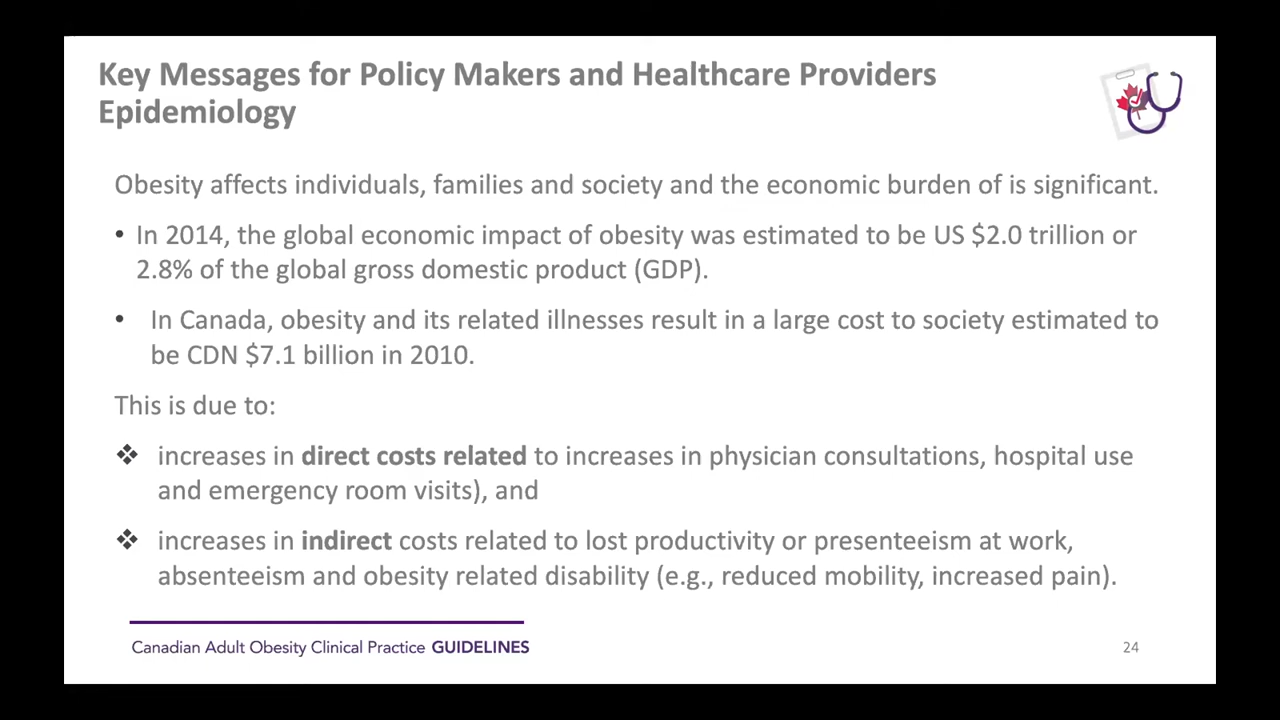 Key Messages for Policy Makers and Healthcare Providers
Epidemiology
Obesity affects individuals, families and society and the economic burden of is significant.
• In 2014, the global economic impact of obesity was estimated to be US $2.0 trillion or
2.8% of the global gross domestic product (GDP).
• In Canada, obesity and its related illnesses result in a large cost to society estimated to
be CDN $7.1 billion in 2010.
This is due to:
❖ increases in direct costs related to increases in physician consultations, hospital use
and emergency room visits), and
❖ increases in indirect costs related to lost productivity or presenteeism at work,
absenteeism and obesity related disability (e.g., reduced mobility, increased pain).
Canadian Adult Obesity Clinical Practice GUIDELINES
24